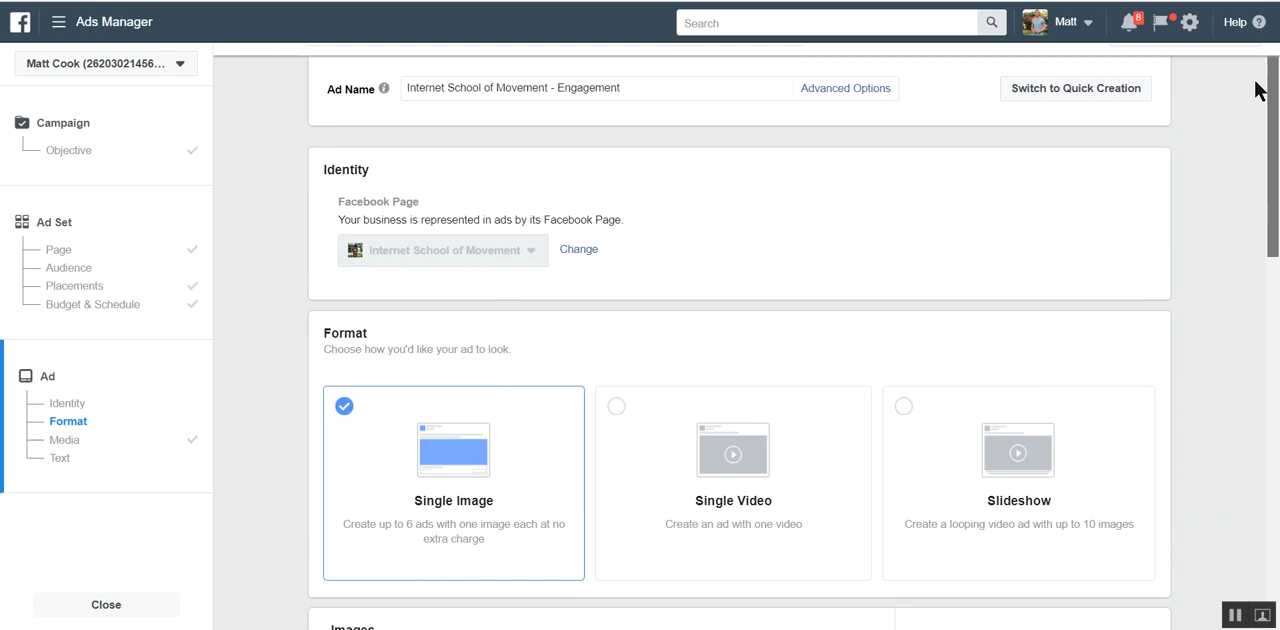 f
Ads Manager
Search
Matt
8
Help ?
Matt Cook (26203021456...
Campaign
Objective
Ad Set
Page
Audience
Placements
Budget & Schedule
Ad
Identity
Format
Media
Text
Close
Ad Name i
Internet School of Movement - Engagement
Advanced Options
Switch to Quick Creation
Identity
Facebook Page
Your business is represented in ads by its Facebook Page.
Internet School of Movement
Change
Format
Choose how you'd like your ad to look.
Single Image
Create up to 6 ads with one image each at no
extra charge
Single Video
Create an ad with one video
Slideshow
Create a looping video ad with up to 10 images
Images